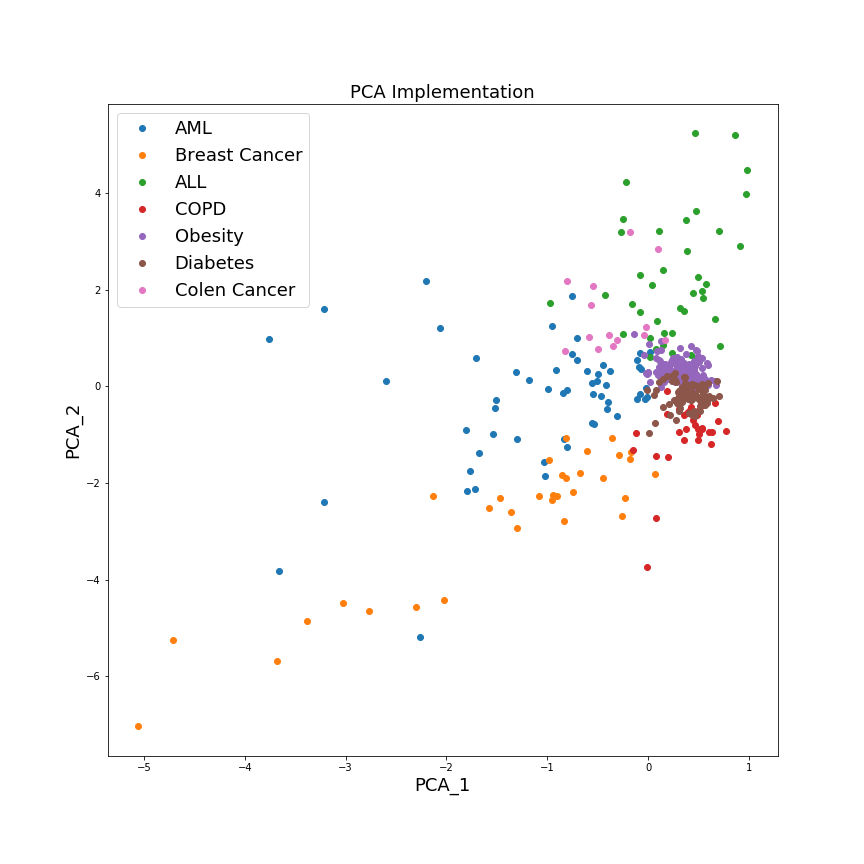 PCA Implementation
AML
Breast Cancer
ALL
COPD
Obesity
Diabetes
Colen Cancer
4
2
0
−2
−4
−6
PCA_2
−5 −4 −3 −2 −1 0 1
PCA_1